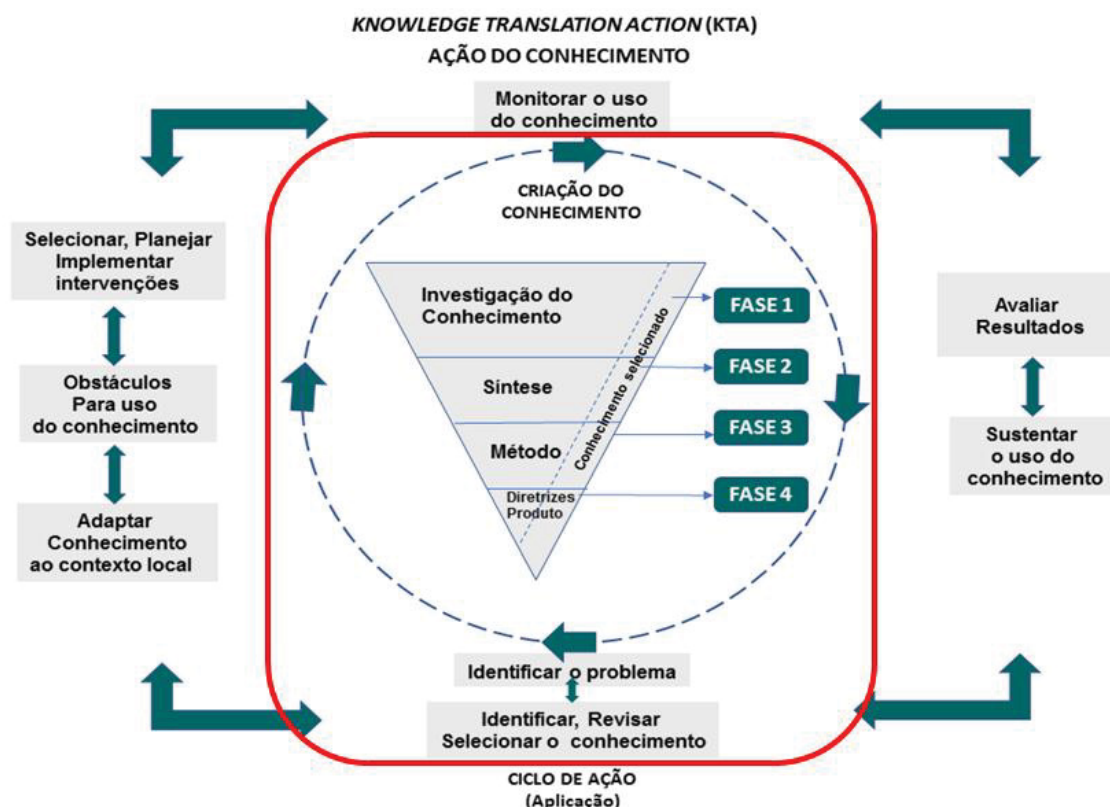 KNOWLEDGE TRANSLATION ACTION (KTA)
AÇÃO DO CONHECIMENTO
Monitorar o uso
do conhecimento
CRIAÇÃO DO
CONHECIMENTO
Selecionar, Planejar
Implementar
intervenções
Obstáculos
Para uso
do conhecimento
Adaptar
Conhecimento
ao contexto local
Investigação do
Conhecimento
Síntese
Método
Diretrizes
Produto
Conhecimento selecionado
FASE 1
FASE 2
FASE 3
FASE 4
Avaliar
Resultados
Sustentar
o uso do
conhecimento
Identificar o problema
Identificar, Revisar
Selecionar o conhecimento
CICLO DE AÇÃO
(Aplicação)